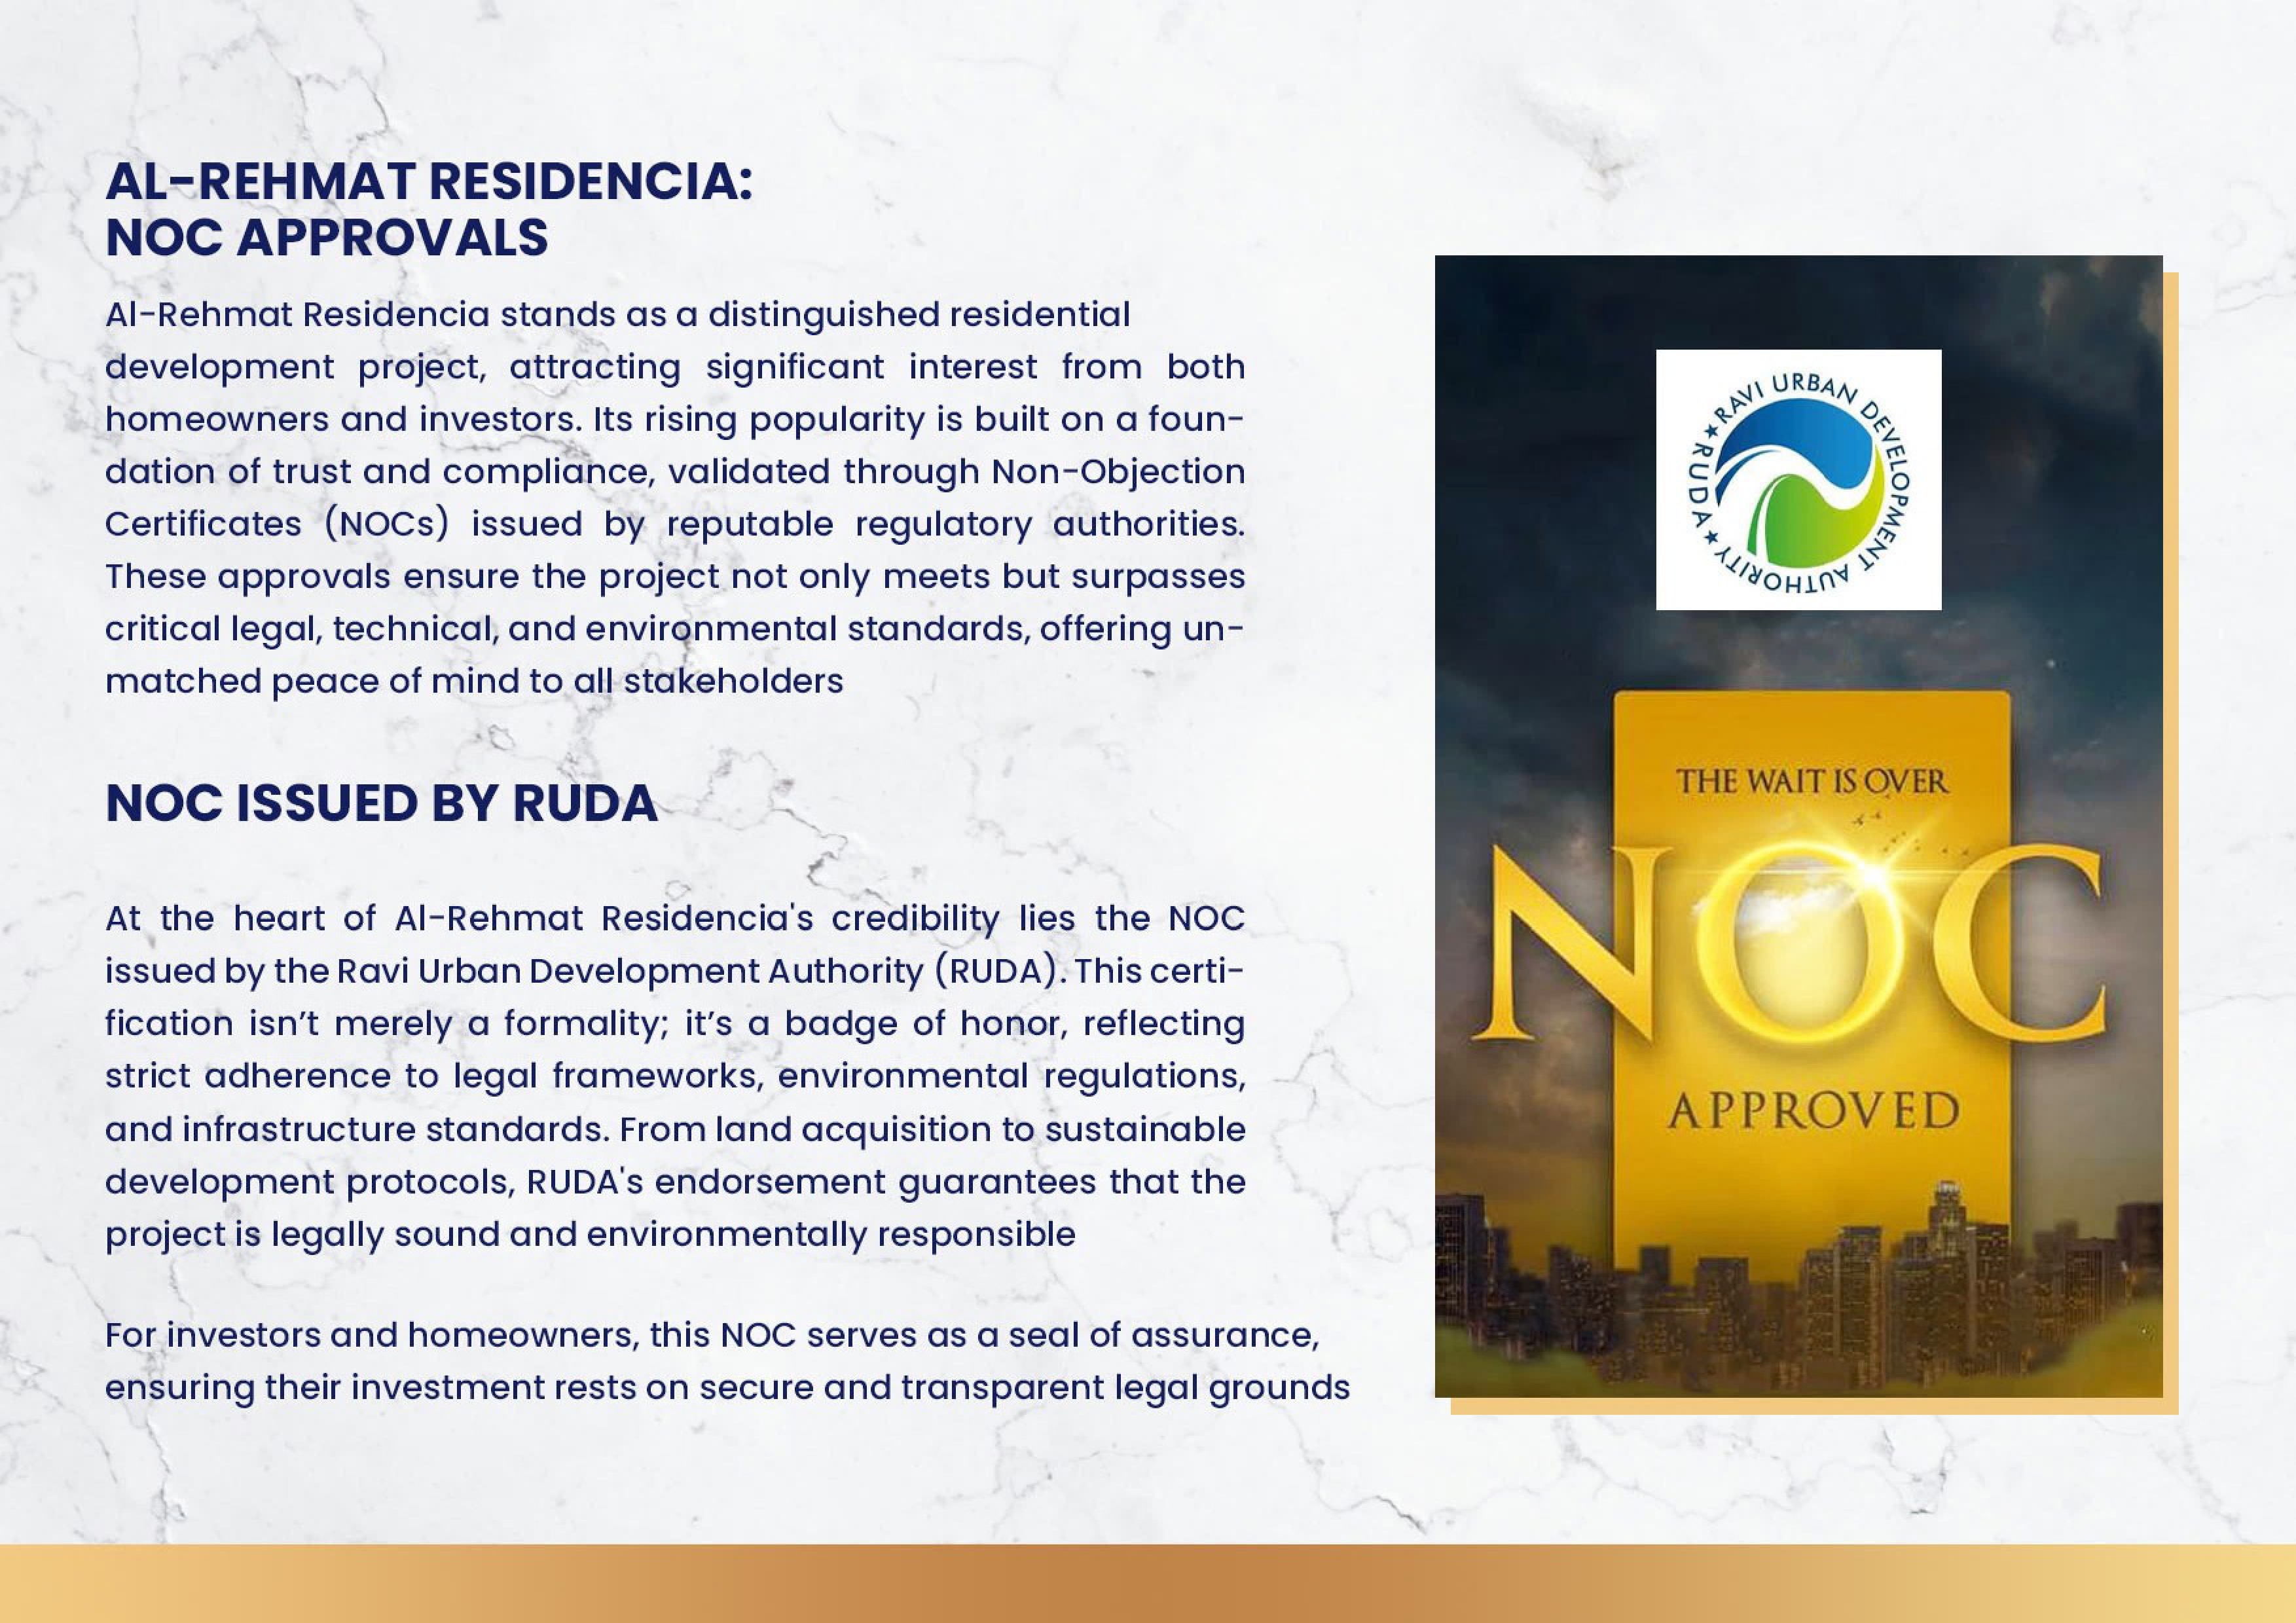 AL-REHMAT RESIDENCIA:
NOC APPROVALS
Al-Rehmat Residencia stands as a distinguished residential
development project, attracting significant interest from both
homeowners and investors. Its rising popularity is built on a foun-
dation of trust and compliance, validated through Non-Objection
Certificates (NOCs) issued by reputable regulatory authorities.
These approvals ensure the project not only meets but surpasses
critical legal, technical, and environmental standards, offering un-
matched peace of mind to all stakeholders
NOC ISSUED BY RUDA
At the heart of Al-Rehmat Residencia's credibility lies the NOC
issued by the Ravi Urban Development Authority (RUDA). This certi-
fication isn’t merely a formality; it’s a badge of honor, reflecting
strict adherence to legal frameworks, environmental regulations,
and infrastructure standards. From land acquisition to sustainable
development protocols, RUDA's endorsement guarantees that the
project is legally sound and environmentally responsible
For investors and homeowners, this NOC serves as a seal of assurance,
ensuring their investment rests on secure and transparent legal grounds
★ RAVI URBAN DEVELOPMENT AUTHORITY ★ RUDA
THE WAIT IS OVER
NOC
APPROVED